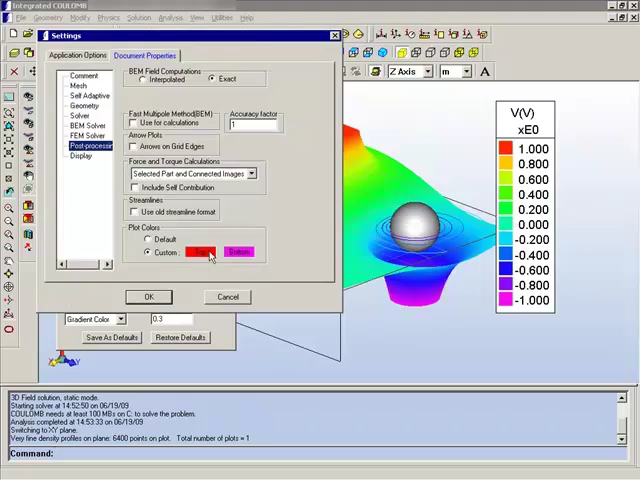 Integrated COULOMB
File Geometry Modify Physics Solution Analysis View Utilities Window Help
Settings
Application Options Document Properties
Comment
Mesh
Self Adaptive
Geometry
Solver
BEM Solver
FEM Solver
Post-processin
Display
BEM Field Computations
Interpolated Exact
Fast Multipole Method(BEM) Accuracy factor
Use for calculations 1
Arrow Plots
Arrows on Grid Edges
Force and Torque Calculations
Selected Part and Connected Images
Include Self Contribution
Streamlines
Use old streamline format
Plot Colors
Default
Custom : Bottom
OK Cancel
Gradient Color 0.3
Save As Defaults Restore Defaults
Z Axis m
V(V)
xE0
1.000
0.800
0.600
0.400
0.200
0.000
-0.200
-0.400
-0.600
-0.800
-1.000
3D Field solution, static mode.
Starting solver at 14:52:50 on 06/19/09
COULOMB needs at least 100 MBs on C: to solve the problem.
Analysis completed at 14:53:33 on 06/19/09
Switching to XY plane.
Very fine density profiles on plane: 6400 points on plot. Total number of plots = 1
Command: